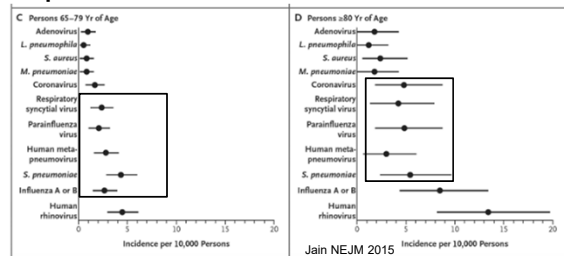 C Persons 65–79 Yr of Age
Adenovirus
L. pneumophila
S. aureus
M. pneumoniae
Coronavirus
Respiratory
syncytial virus
Parainfluenza
virus
Human meta-
pneumovirus
S. pneumoniae
Influenza A or B
Human
rhinovirus
0 5 10 15 20
Incidence per 10,000 Persons
D Persons ≥80 Yr of Age
Adenovirus
L. pneumophila
S. aureus
M. pneumoniae
Coronavirus
Respiratory
syncytial virus
Parainfluenza
virus
Human meta-
pneumovirus
S. pneumoniae
Influenza A or B
Human
rhinovirus
0 5 10 15 20
Incidence per 10,000 Persons
Jain NEJM 2015